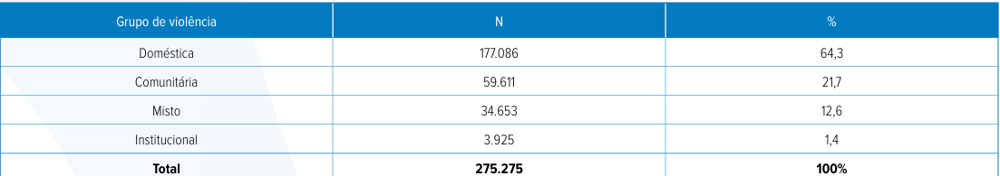 Grupo de violência N %
Doméstica 177.086 64,3
Comunitária 59.611 21,7
Misto 34.653 12,6
Institucional 3.925 1,4
Total 275.275 100%